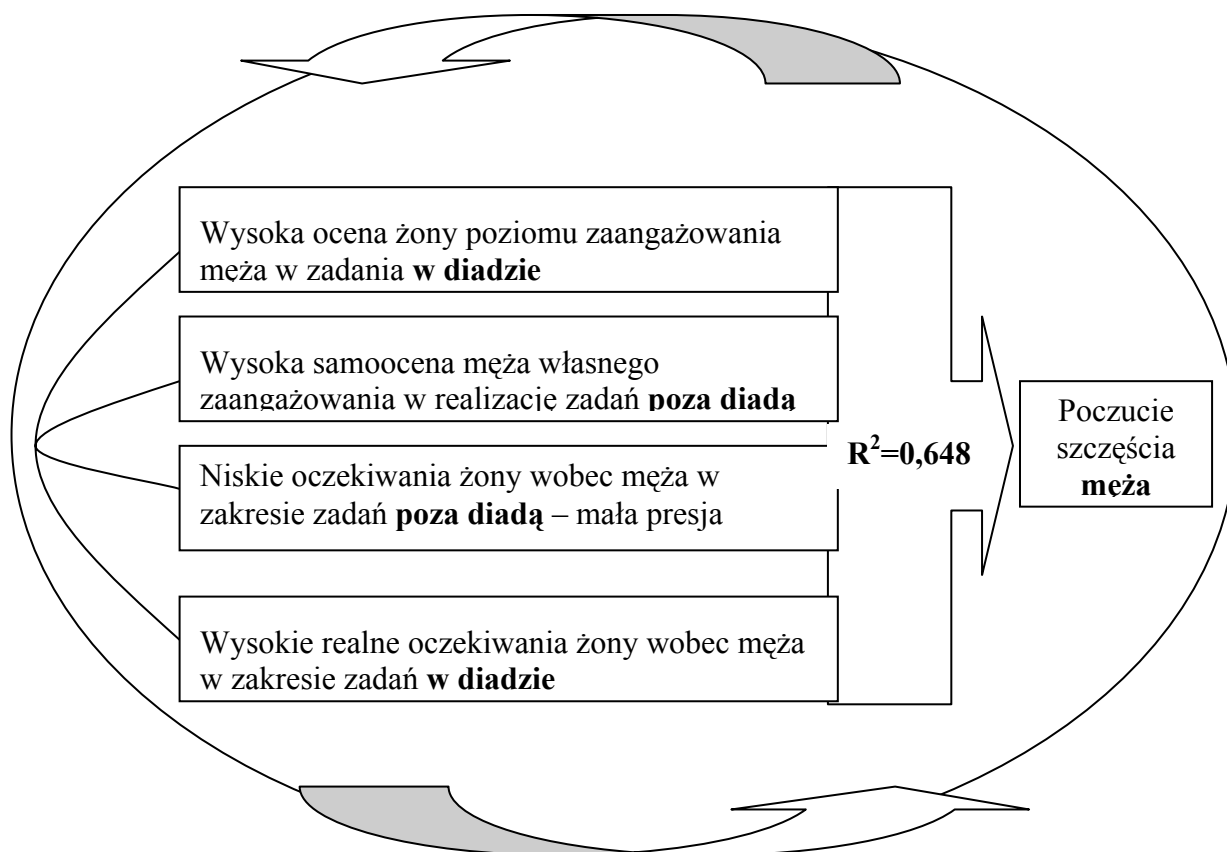 Wysoka ocena żony poziomu zaangażowania
męża w zadania w diadzie
Wysoka samoocena męża własnego
zaangażowania w realizację zadań poza diadą
Niskie oczekiwania żony wobec męża w
zakresie zadań poza diadą – mała presja
Wysokie realne oczekiwania żony wobec męża
w zakresie zadań w diadzie
R²=0,648
Poczucie
szczęścia
męża